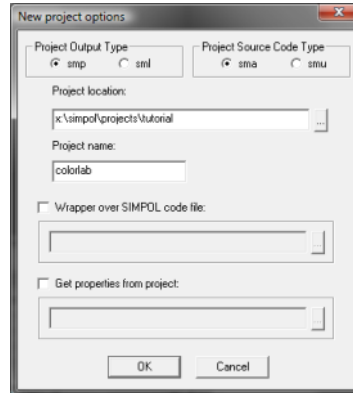 New project options
Project Output Type
smp sml
Project Source Code Type
sma smu
Project location:
x:\simpol\projects\tutorial
...
Project name:
colorlab
Wrapper over SIMPOL code file:
...
Get properties from project:
...
OK Cancel